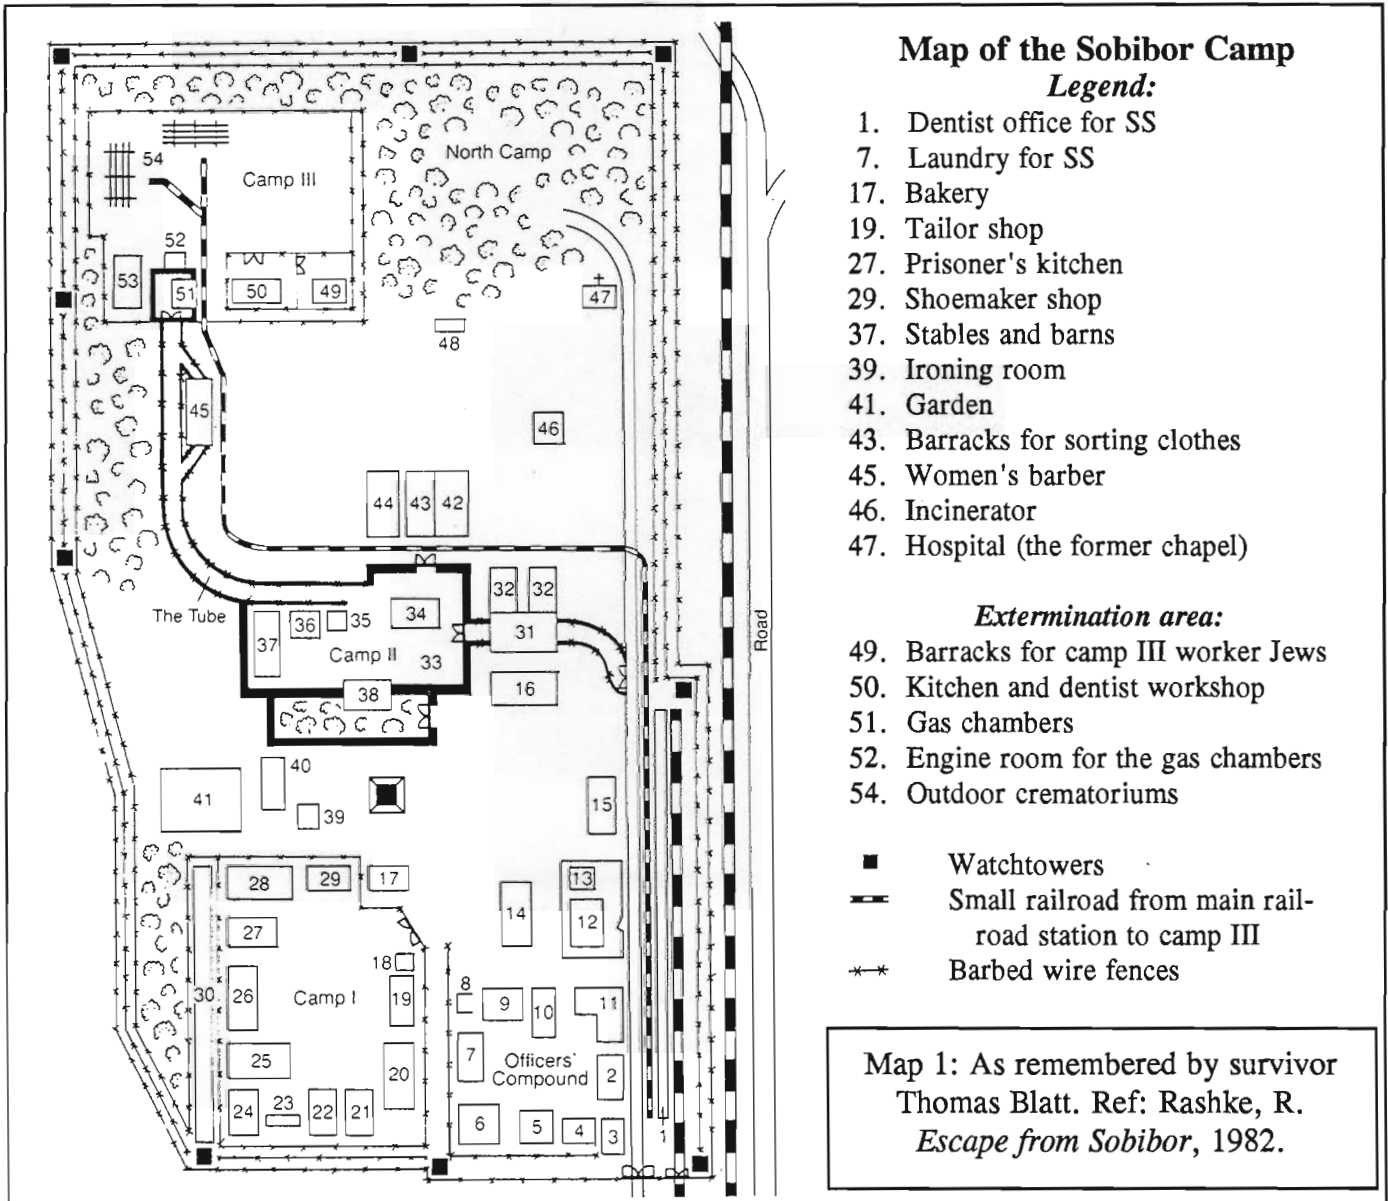 Map of the Sobibor Camp
Legend:
1. Dentist office for SS
7. Laundry for SS
17. Bakery
19. Tailor shop
27. Prisoner's kitchen
29. Shoemaker shop
37. Stables and barns
39. Ironing room
41. Garden
43. Barracks for sorting clothes
45. Women's barber
46. Incinerator
47. Hospital (the former chapel)
Extermination area:
49. Barracks for camp III worker Jews
50. Kitchen and dentist workshop
51. Gas chambers
52. Engine room for the gas chambers
54. Outdoor crematoriums
Watchtowers
Small railroad from main rail-
road station to camp III
Barbed wire fences
Map 1: As remembered by survivor
Thomas Blatt. Ref: Rashke, R.
Escape from Sobibor, 1982.
North Camp
54
Camp III
52
53
51
50
49
47
48
45
46
44
43
42
The Tube
37
36
35
34
Camp II
33
32
32
31
16
38
Road
40
41
39
15
28
29
17
13
14
12
27
18
30
26
Camp I
19
8
9
10
11
25
20
7
Officers'
Compound
2
24
23
22
21
6
5
4
3
1